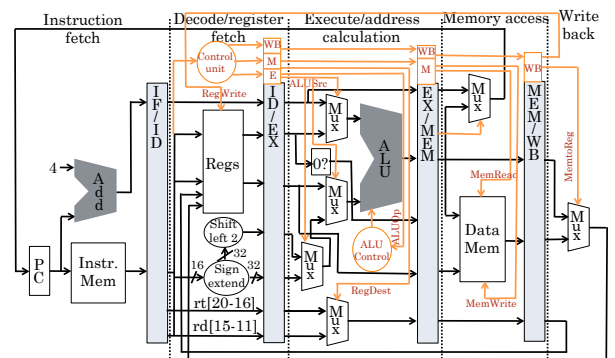 Instruction
fetch
Decode/register
fetch
Execute/address
calculation
Memory access
Write
back
Control
unit
WB
M
E
WB
M
WB
RegWrite
ALUSrc
IF/ID
ID/EX
EX/MEM
MEM/WB
4
Add
Regs
0?
Mux
Mux
Mux
Mux
Mux
Mux
ALU
ALUOp
ALU
Control
MemRead
Data
Mem
MemWrite
MemtoReg
PC
Instr.
Mem
Shift
left 2
32
16
Sign
extend
32
RegDest
rt[20-16]
rd[15-11]